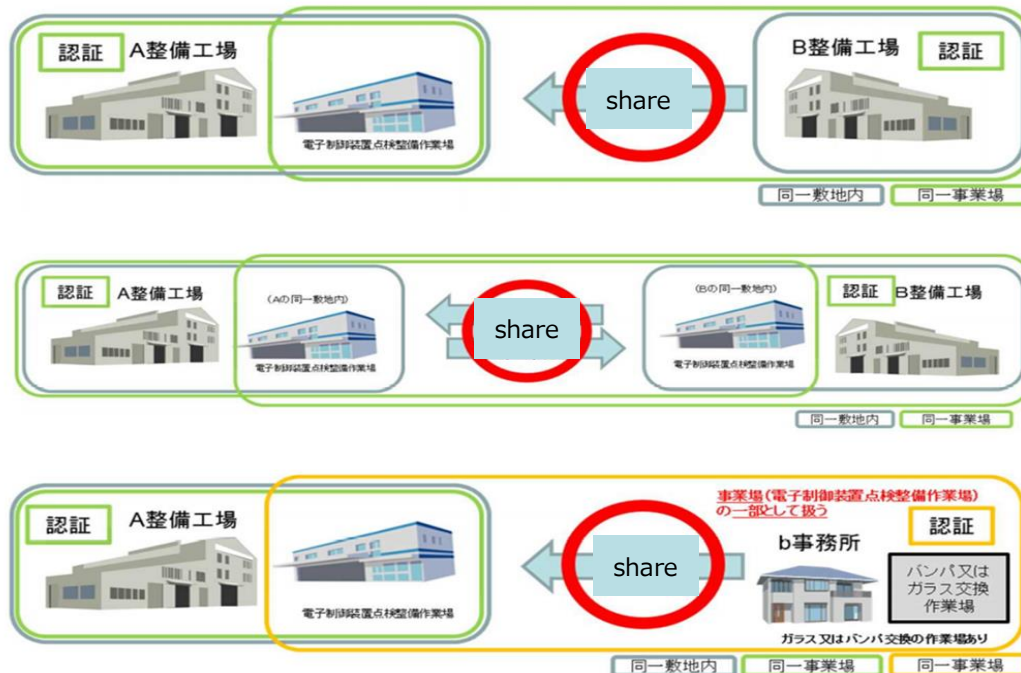 認証 A整備工場
電子制御装置点検整備作業場
share
B整備工場 認証
同一敷地内 同一事業場
認証 A整備工場
(Aの同一敷地内)
電子制御装置点検整備作業場
share
(Bの同一敷地内)
電子制御装置点検整備作業場
認証 B整備工場
同一敷地内 同一事業場
認証 A整備工場
電子制御装置点検整備作業場
share
事業場(電子制御装置点検整備作業場)
の一部として扱う
認証
b事務所
バンパ又は
ガラス交換
作業場
ガラス又はバンパ交換の作業場あり
同一敷地内 同一事業場 同一事業場